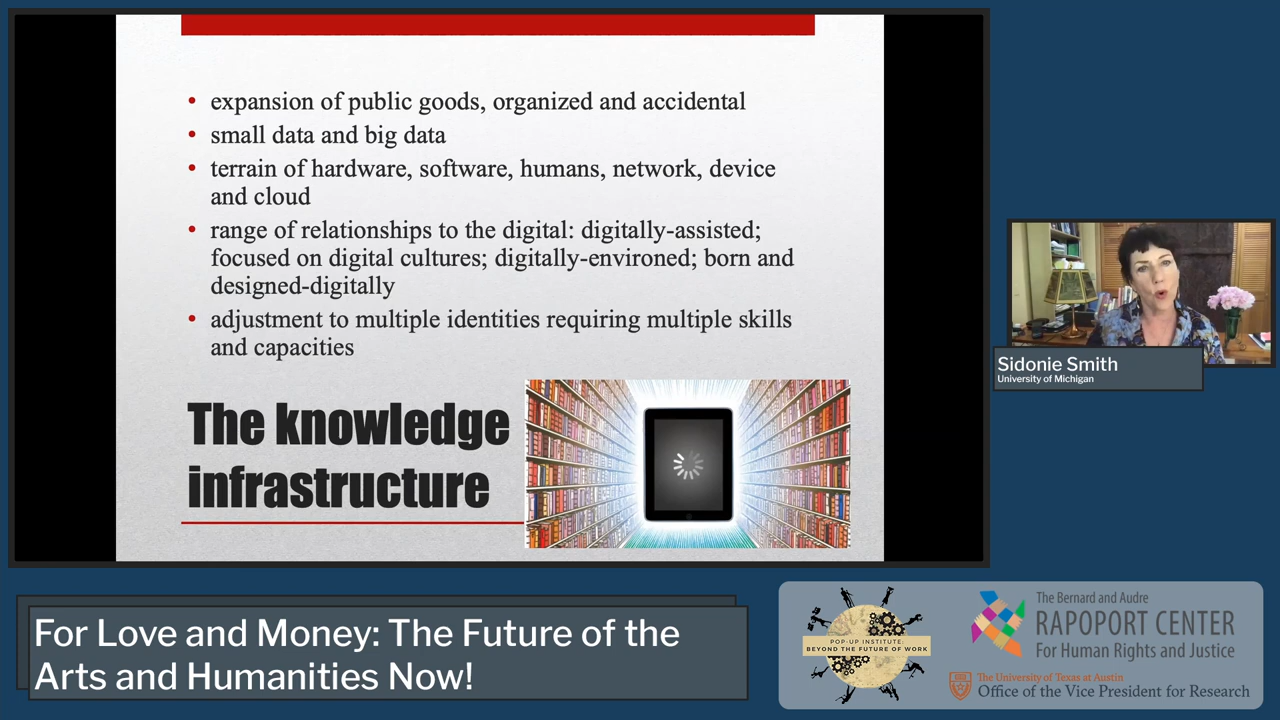 • expansion of public goods, organized and accidental
• small data and big data
• terrain of hardware, software, humans, network, device
and cloud
• range of relationships to the digital: digitally-assisted;
focused on digital cultures; digitally-environed; born and
designed-digitally
• adjustment to multiple identities requiring multiple skills
and capacities
The knowledge
infrastructure
Sidonie Smith
University of Michigan
For Love and Money: The Future of the
Arts and Humanities Now!
POP-UP INSTITUTE:
BEYOND THE FUTURE OF WORK
The Bernard and Audre
RAPOPORT CENTER
For Human Rights and Justice
The University of Texas at Austin
Office of the Vice President for Research